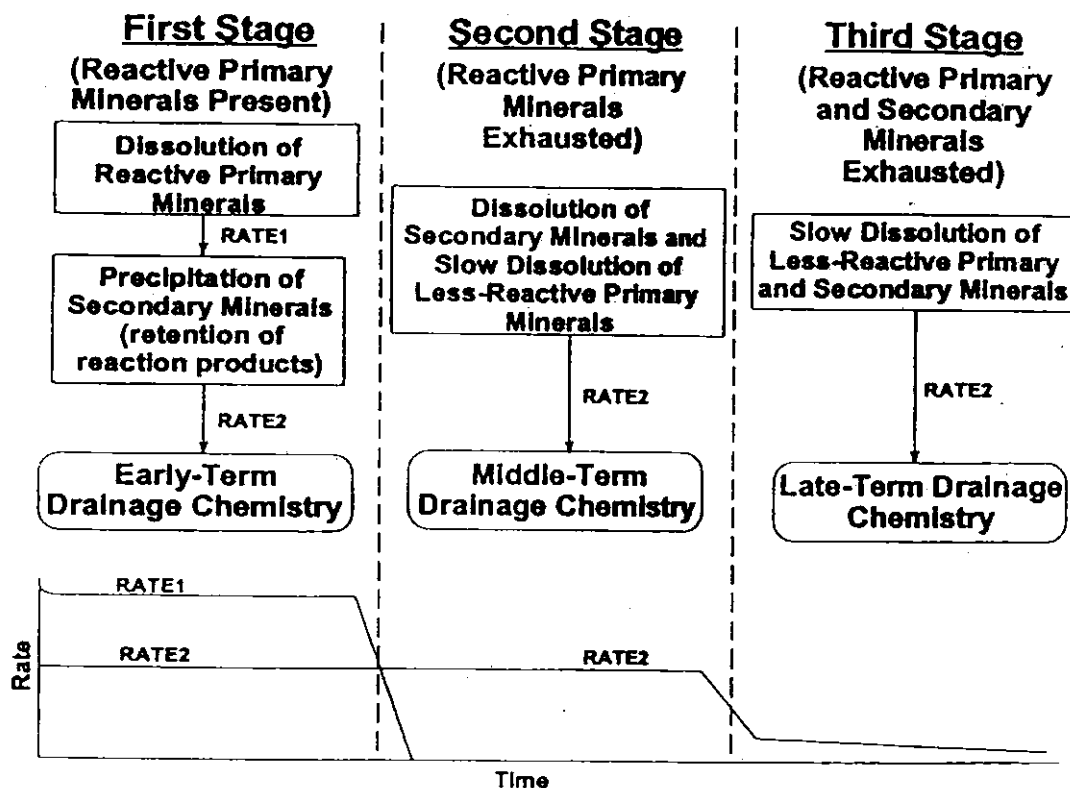 First Stage
(Reactive Primary
Minerals Present)
Dissolution of
Reactive Primary
Minerals
RATE1
Precipitation of
Secondary Minerals
(retention of
reaction products)
RATE2
Early-Term
Drainage Chemistry
Second Stage
(Reactive Primary
Minerals
Exhausted)
Dissolution of
Secondary Minerals and
Slow Dissolution of
Less-Reactive Primary
Minerals
RATE2
Middle-Term
Drainage Chemistry
Third Stage
(Reactive Primary
and Secondary
Minerals
Exhausted)
Slow Dissolution of
Less-Reactive Primary
and Secondary Minerals
RATE2
Late-Term Drainage
Chemistry
RATE1
RATE2
RATE2
Rate
Time